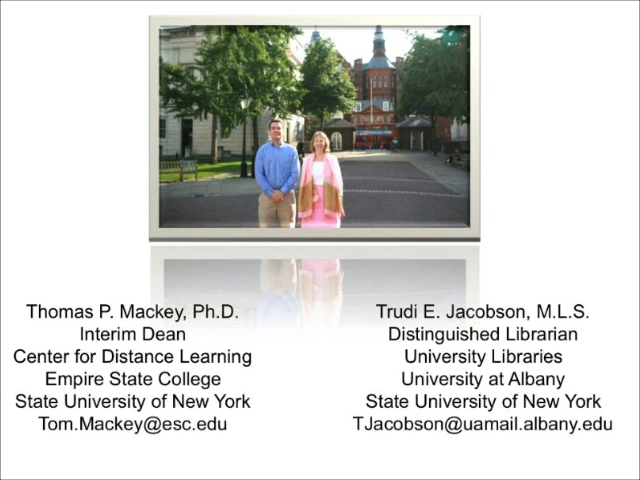 Thomas P. Mackey, Ph.D.
Interim Dean
Center for Distance Learning
Empire State College
State University of New York
Tom.Mackey@esc.edu
Trudi E. Jacobson, M.L.S.
Distinguished Librarian
University Libraries
University at Albany
State University of New York
TJacobson@uamail.albany.edu